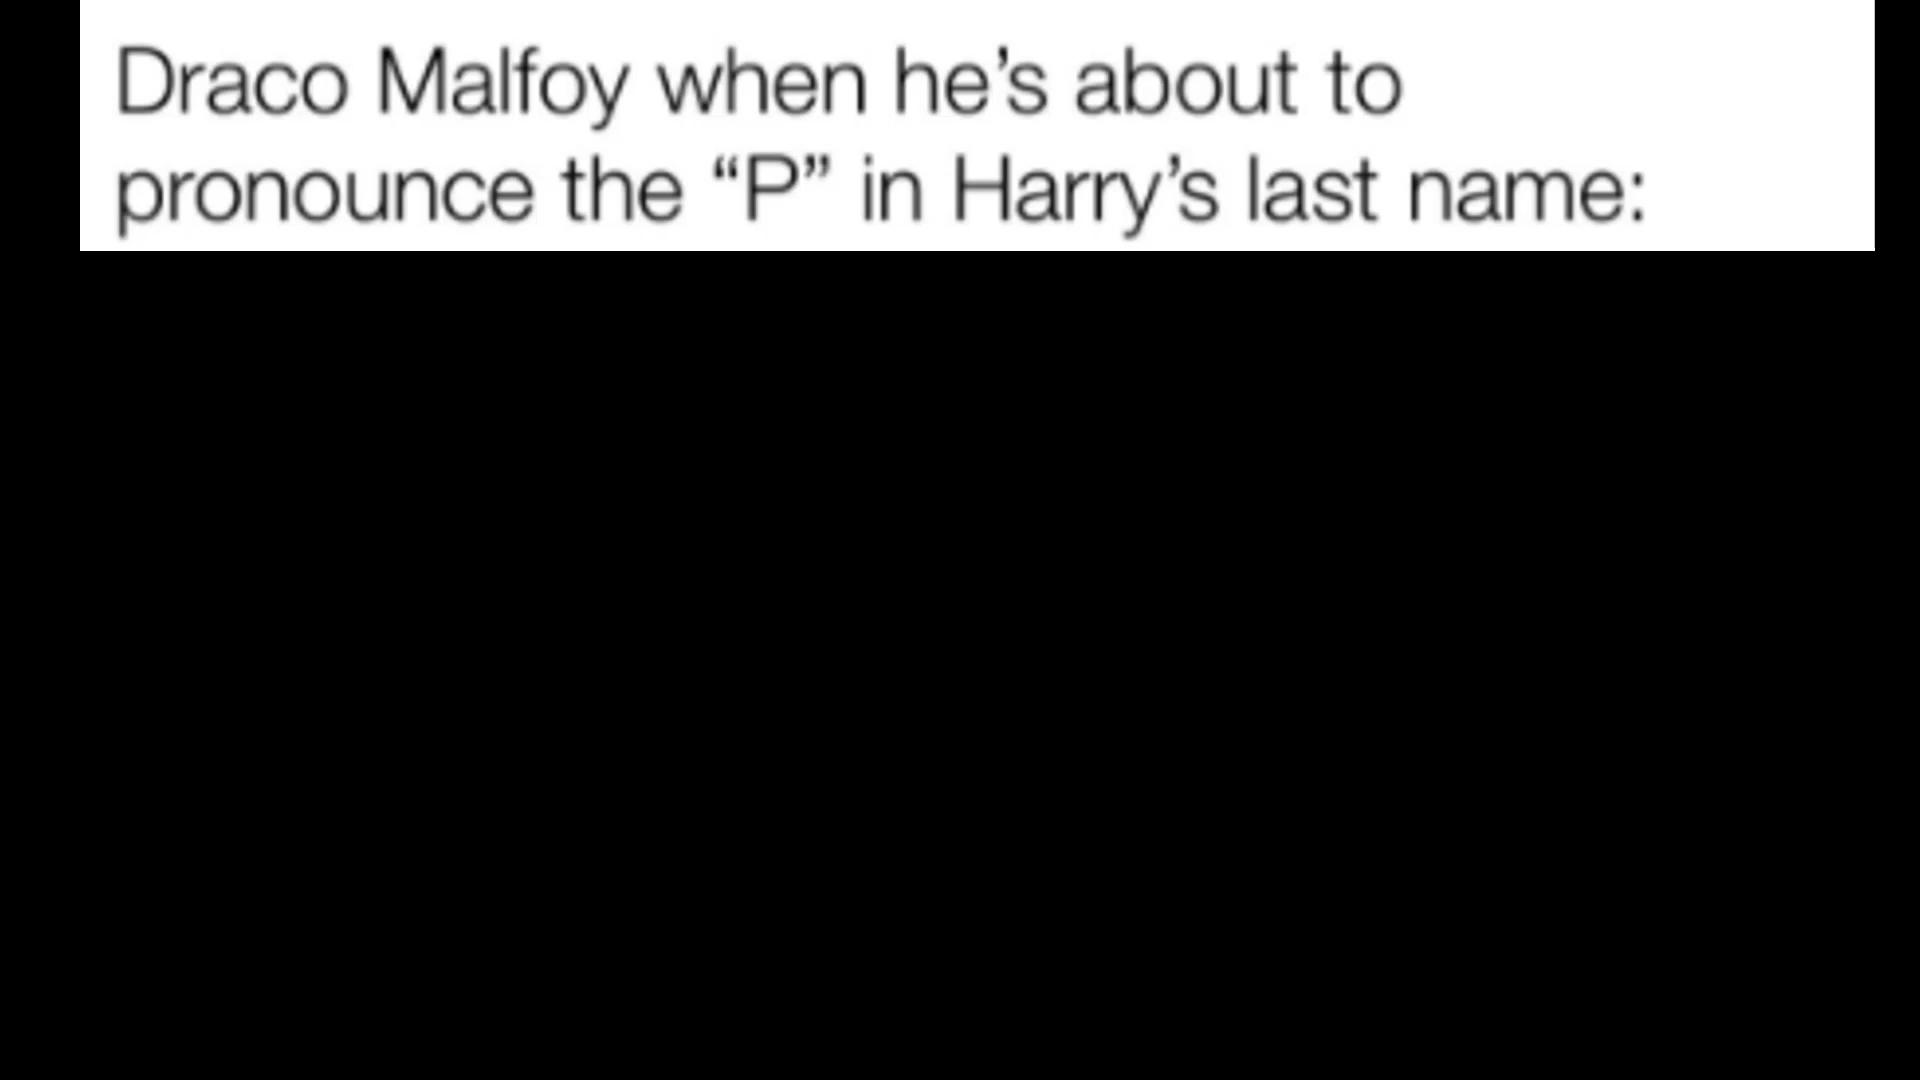 Draco Malfoy when he’s about to
pronounce the “P” in Harry’s last name: